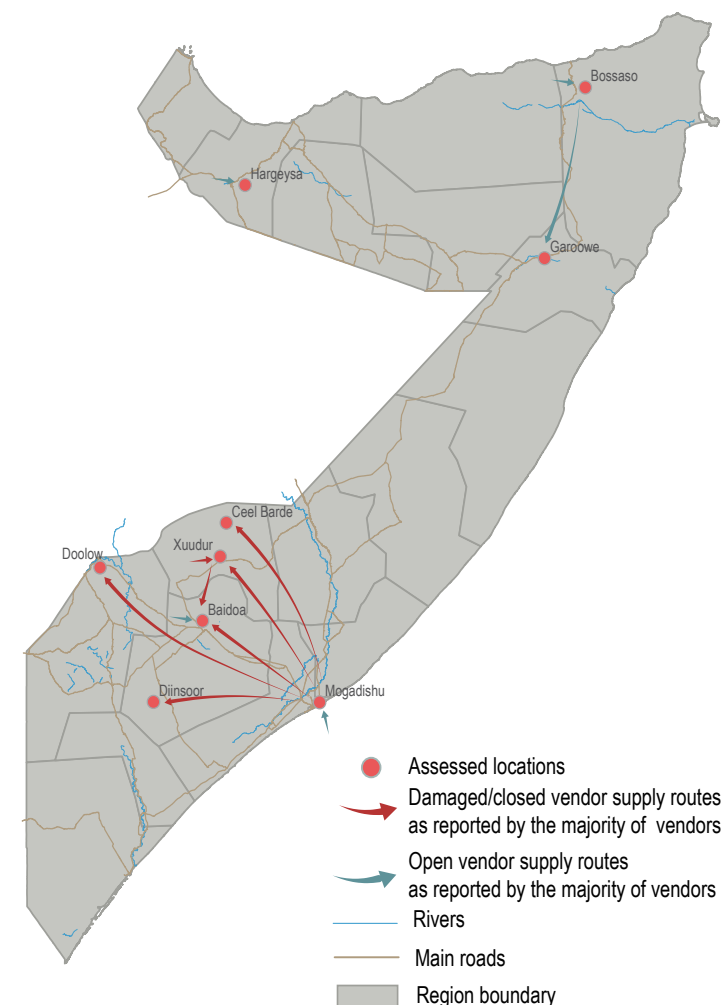 Bossaso
Hargeysa
Garoowe
Ceel Barde
Xuudur
Doolow
Baidoa
Diinsoor
Mogadishu
Assessed locations
Damaged/closed vendor supply routes
as reported by the majority of vendors
Open vendor supply routes
as reported by the majority of vendors
Rivers
Main roads
Region boundary